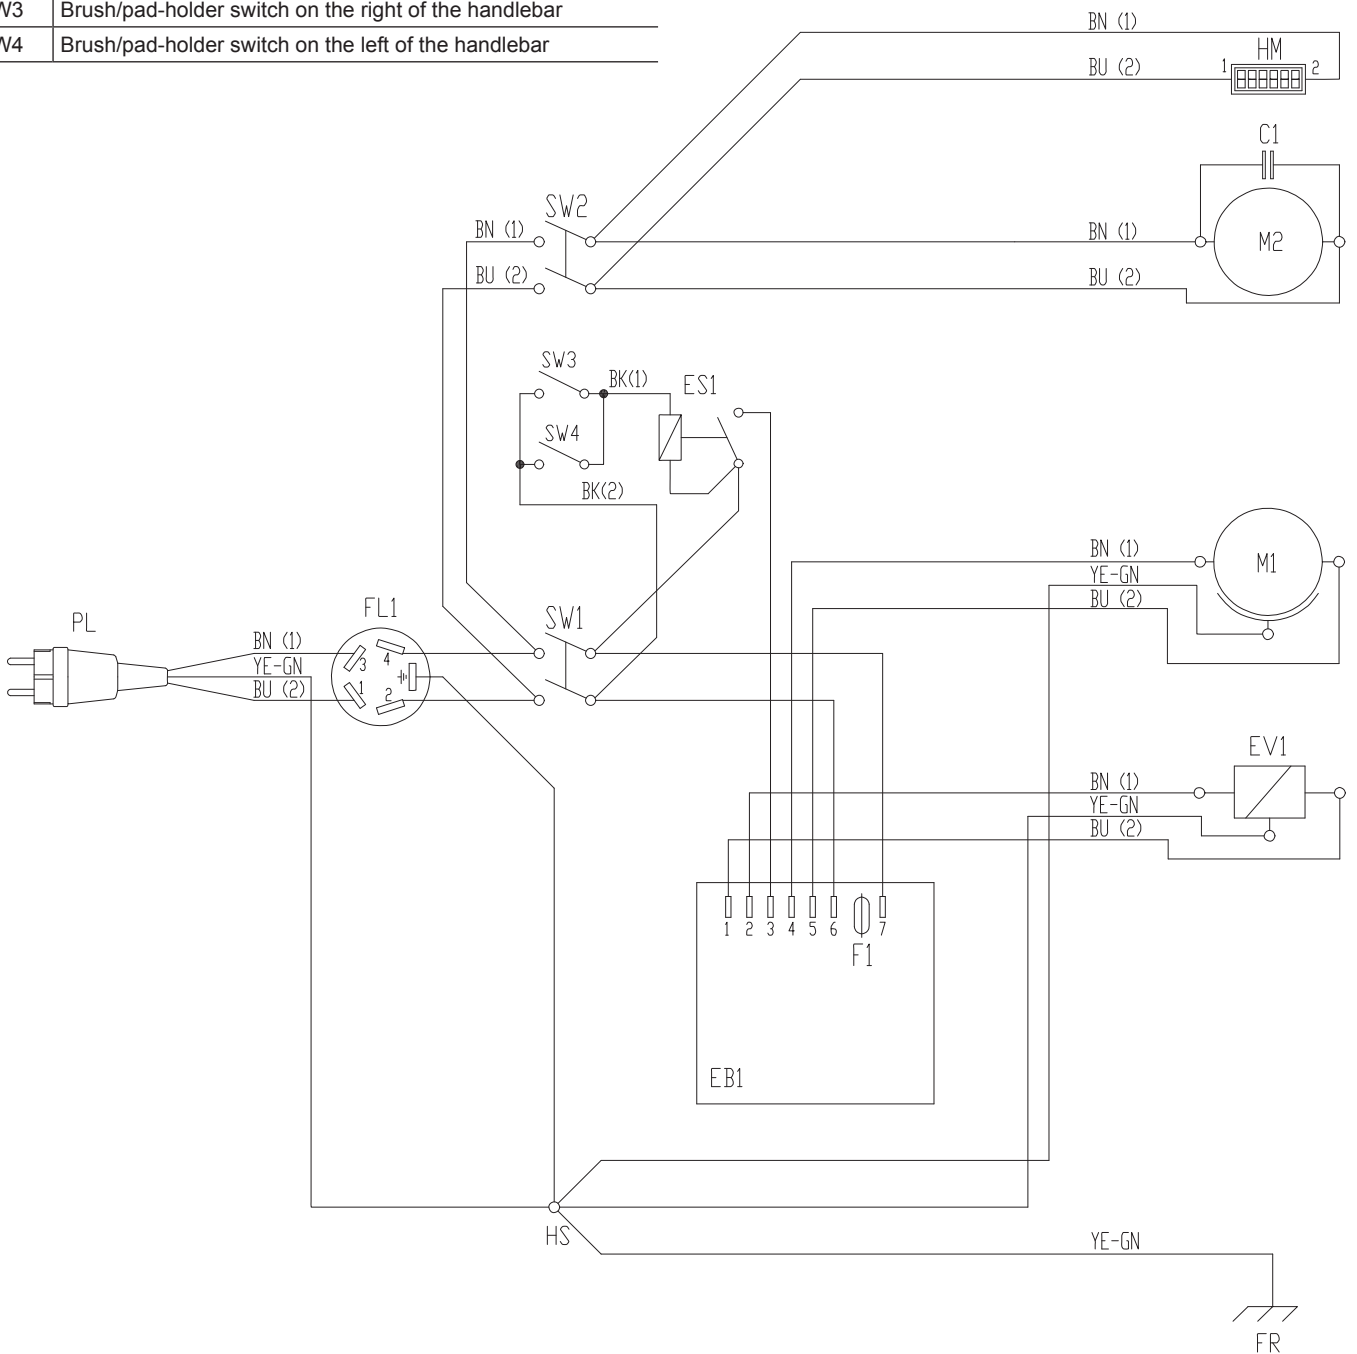 W3 Brush/pad-holder switch on the right of the handlebar
W4 Brush/pad-holder switch on the left of the handlebar
BN (1)
HM
BU (2)
1
2
C1
SW2
BN (1)
BN (1)
M2
BU (2)
BU (2)
SW3
BK(1)
ES1
SW4
BK(2)
BN (1)
M1
YE-GN
BU (2)
PL
FL1
SW1
BN (1)
YE-GN
BU (2)
3
4
1
2
EV1
BN (1)
YE-GN
BU (2)
1 2 3 4 5 6 7
F1
EB1
HS
YE-GN
FR